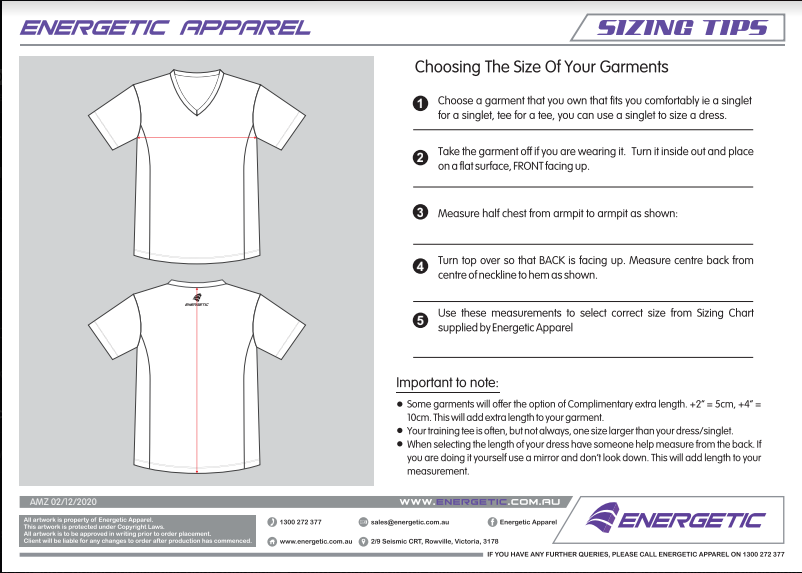 ENERGETIC APPAREL
SIZING TIPS
Choosing The Size Of Your Garments
1 Choose a garment that you own that fits you comfortably ie a singlet
for a singlet, tee for a tee, you can use a singlet to size a dress.
2 Take the garment off if you are wearing it. Turn it inside out and place
on a flat surface, FRONT facing up.
3 Measure half chest from armpit to armpit as shown:
4 Turn top over so that BACK is facing up. Measure centre back from
centre of neckline to hem as shown.
5 Use these measurements to select correct size from Sizing Chart
supplied by Energetic Apparel
ENERGETIC
Important to note:
● Some garments will offer the option of Complimentary extra length. +2” = 5cm, +4” =
10cm. This will add extra length to your garment.
● Your training tee is often, but not always, one size larger than your dress/singlet.
● When selecting the length of your dress have someone help measure from the back. If
you are doing it yourself use a mirror and don’t look down. This will add length to your
measurement.
AMZ 02/12/2020
WWW.ENERGETIC.COM.AU
All artwork is property of Energetic Apparel.
This artwork is protected under Copyright Laws.
All artwork is to be approved in writing prior to order placement.
Client will be liable for any changes to order after production has commenced.
1300 272 377
sales@energetic.com.au
Energetic Apparel
www.energetic.com.au
2/9 Seismic CRT, Rowville, Victoria, 3178
ENERGETIC
IF YOU HAVE ANY FURTHER QUERIES, PLEASE CALL ENERGETIC APPAREL ON 1300 272 377